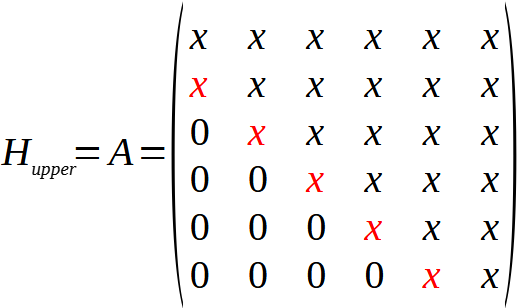 x x x x x x
x x x x x x
0 x x x x x
H_upper = A = 0 0 x x x x
0 0 0 x x x
0 0 0 0 x x